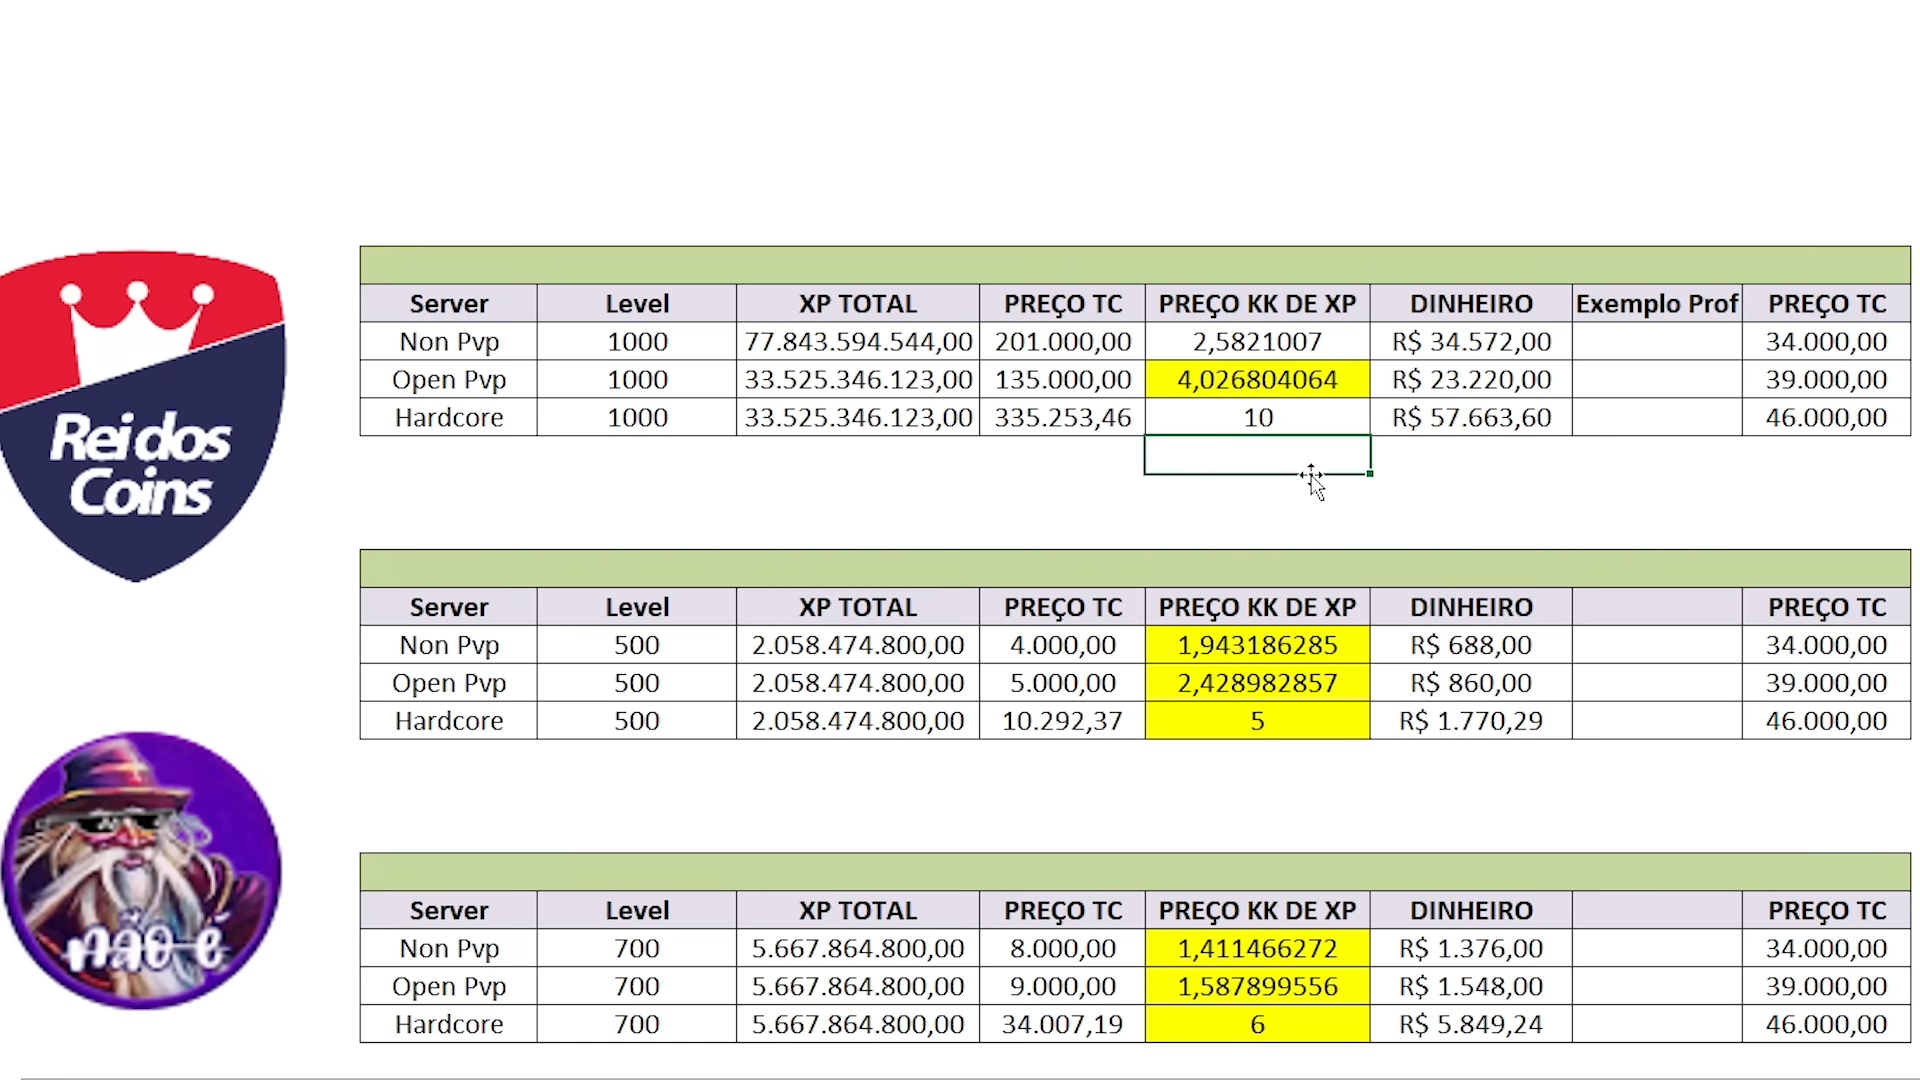 Rei dos
Coins
não é
Server Level XP TOTAL PREÇO TC PREÇO KK DE XP DINHEIRO Exemplo Prof PREÇO TC
Non Pvp 1000 77.843.594.544,00 201.000,00 2,5821007 R$ 34.572,00 34.000,00
Open Pvp 1000 33.525.346.123,00 135.000,00 4,026804064 R$ 23.220,00 39.000,00
Hardcore 1000 33.525.346.123,00 335.253,46 10 R$ 57.663,60 46.000,00
Server Level XP TOTAL PREÇO TC PREÇO KK DE XP DINHEIRO PREÇO TC
Non Pvp 500 2.058.474.800,00 4.000,00 1,943186285 R$ 688,00 34.000,00
Open Pvp 500 2.058.474.800,00 5.000,00 2,428982857 R$ 860,00 39.000,00
Hardcore 500 2.058.474.800,00 10.292,37 5 R$ 1.770,29 46.000,00
Server Level XP TOTAL PREÇO TC PREÇO KK DE XP DINHEIRO PREÇO TC
Non Pvp 700 5.667.864.800,00 8.000,00 1,411466272 R$ 1.376,00 34.000,00
Open Pvp 700 5.667.864.800,00 9.000,00 1,587899556 R$ 1.548,00 39.000,00
Hardcore 700 5.667.864.800,00 34.007,19 6 R$ 5.849,24 46.000,00